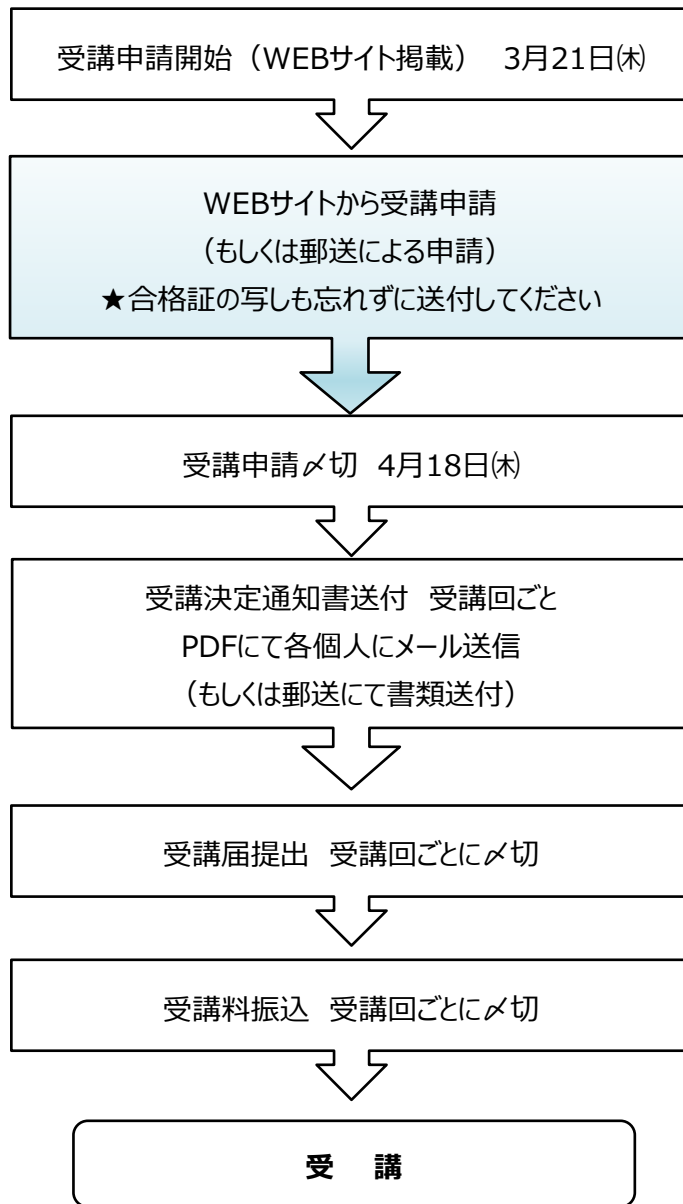 受講申請開始（WEBサイト掲載）　3月21日㈭
WEBサイトから受講申請
（もしくは郵送による申請）
★合格証の写しも忘れずに送付してください
受講申請〆切　4月18日㈭
受講決定通知書送付　受講回ごと
PDFにて各個人にメール送信
（もしくは郵送にて書類送付）
受講届提出　受講回ごとに〆切
受講料振込　受講回ごとに〆切
受　講